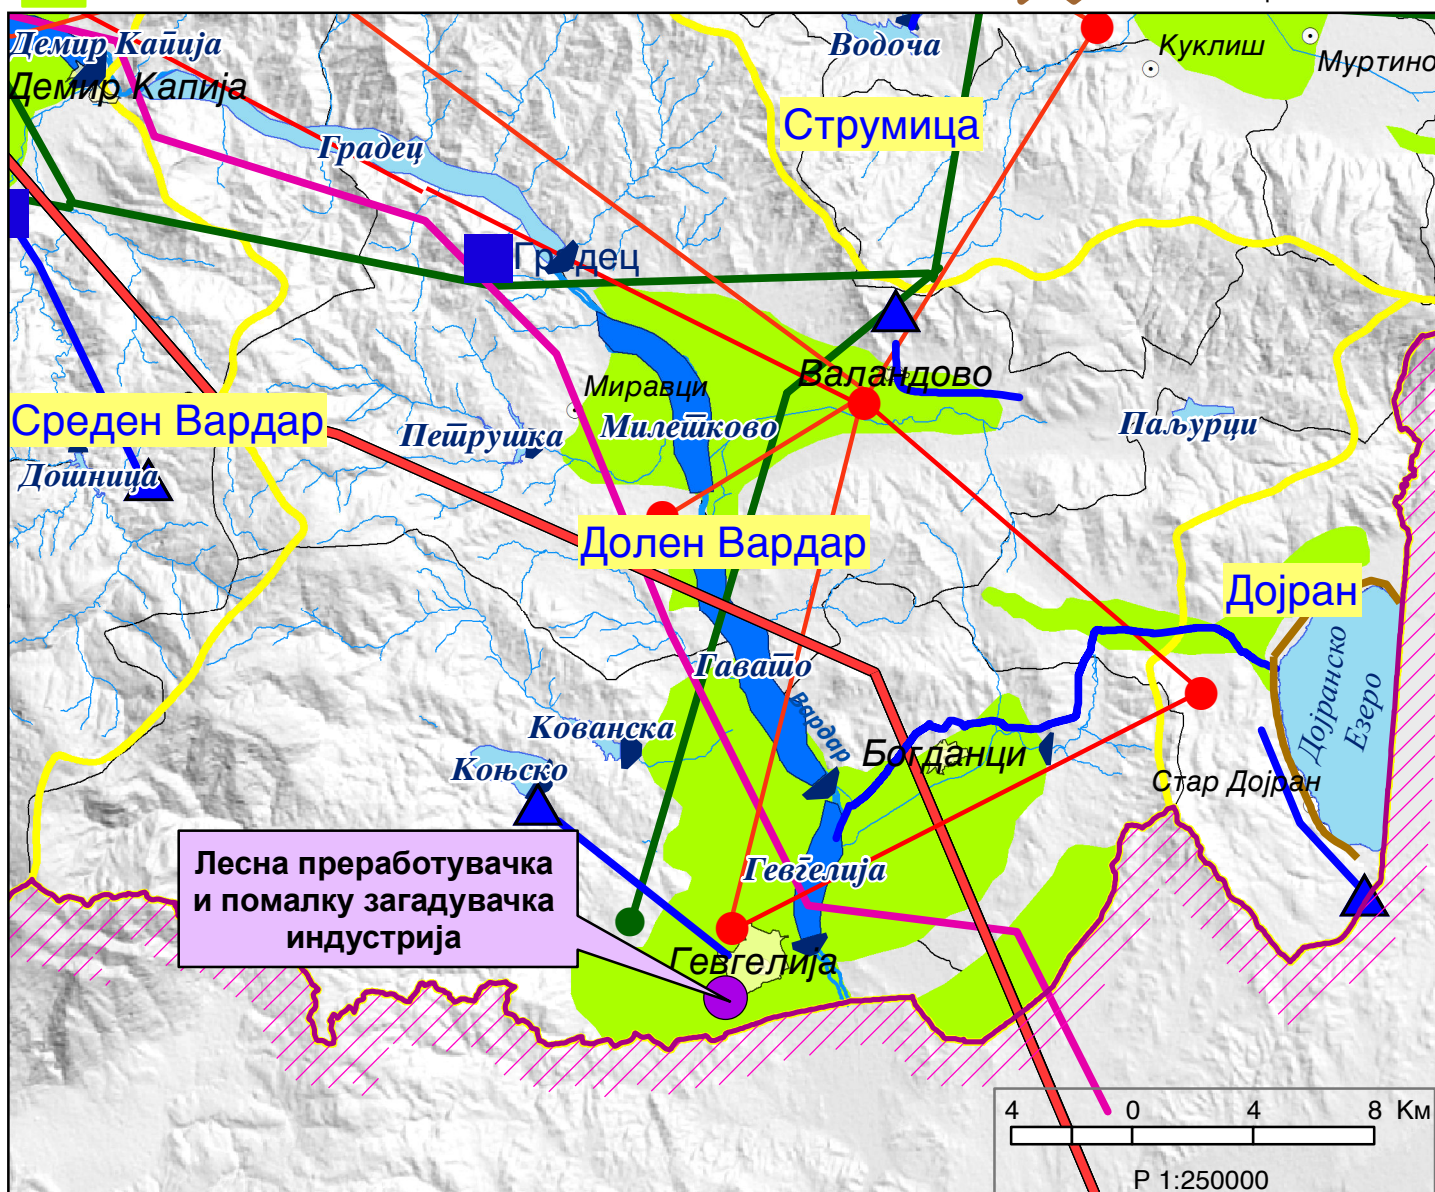 Демир Капија
Водоча
Куклиш
Муртино
Демир Капија
Струмица
Градец
Градец
Валандово
Миравци
Среден Вардар
Петрушка
Милетково
Паљурци
Дошница
Долен Вардар
Дојран
Гавато
Дојранско
Езеро
вардар
Кованска
Богданци
Коњско
Стар Дојран
Лесна преработувачка
и помалку загадувачка
индустрија
Гевгелија
Гевгелија
4 0 4 8 Км
Р 1:250000